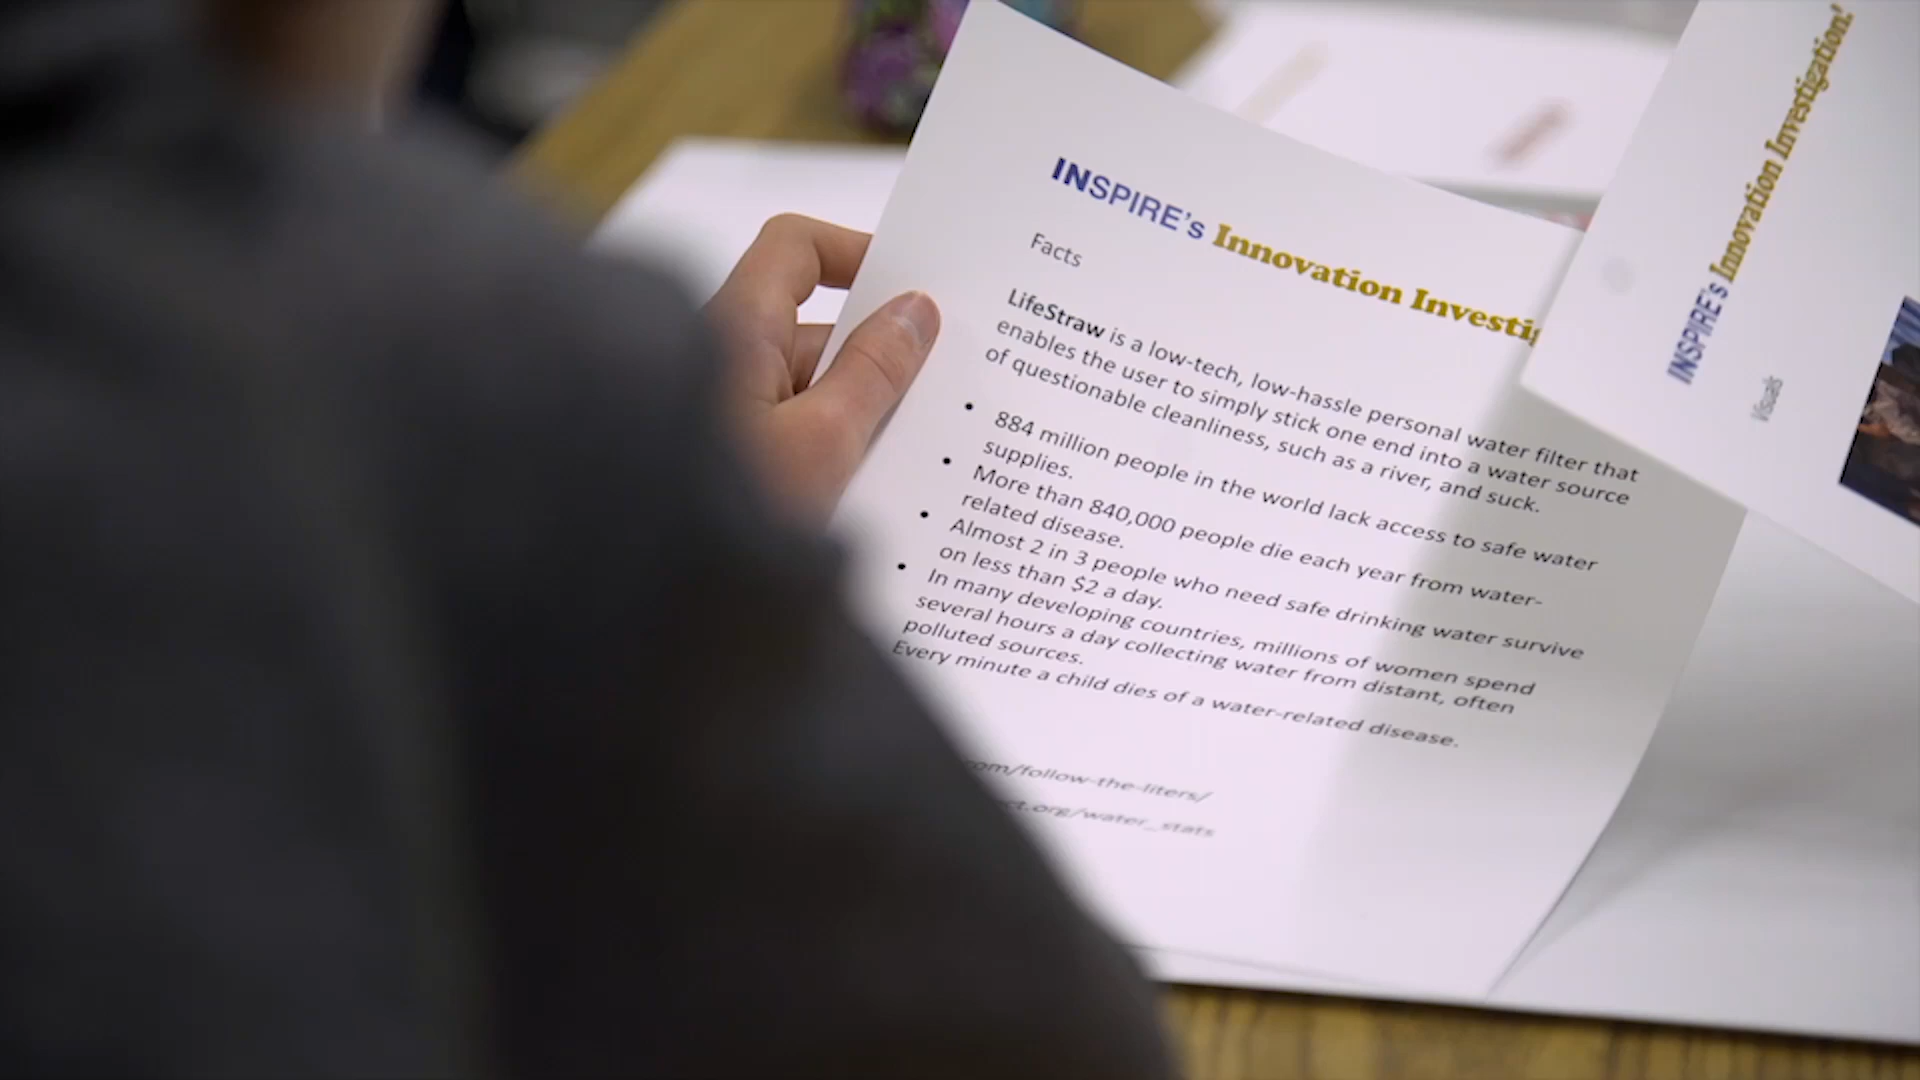 INSPIRE's Innovation
Facts
LifeStraw is a low-tech, low-hassle personal water filter that
enables the user to simply stick one end into a water source
of questionable cleanliness, such as a river, and suck.
• 884 million people in the world lack access to safe water
supplies.
• More than 840,000 people die each year from water-
related disease.
• Almost 2 in 3 people who need safe drinking water survive
on less than $2 a day.
• In many developing countries, millions of women spend
several hours a day collecting water from distant, often
polluted sources.
Every minute a child dies of a water-related disease.
com/follow-the-liters/
ct.org/water_stats
INSPIRE's Innovation Investigation!
Visuals